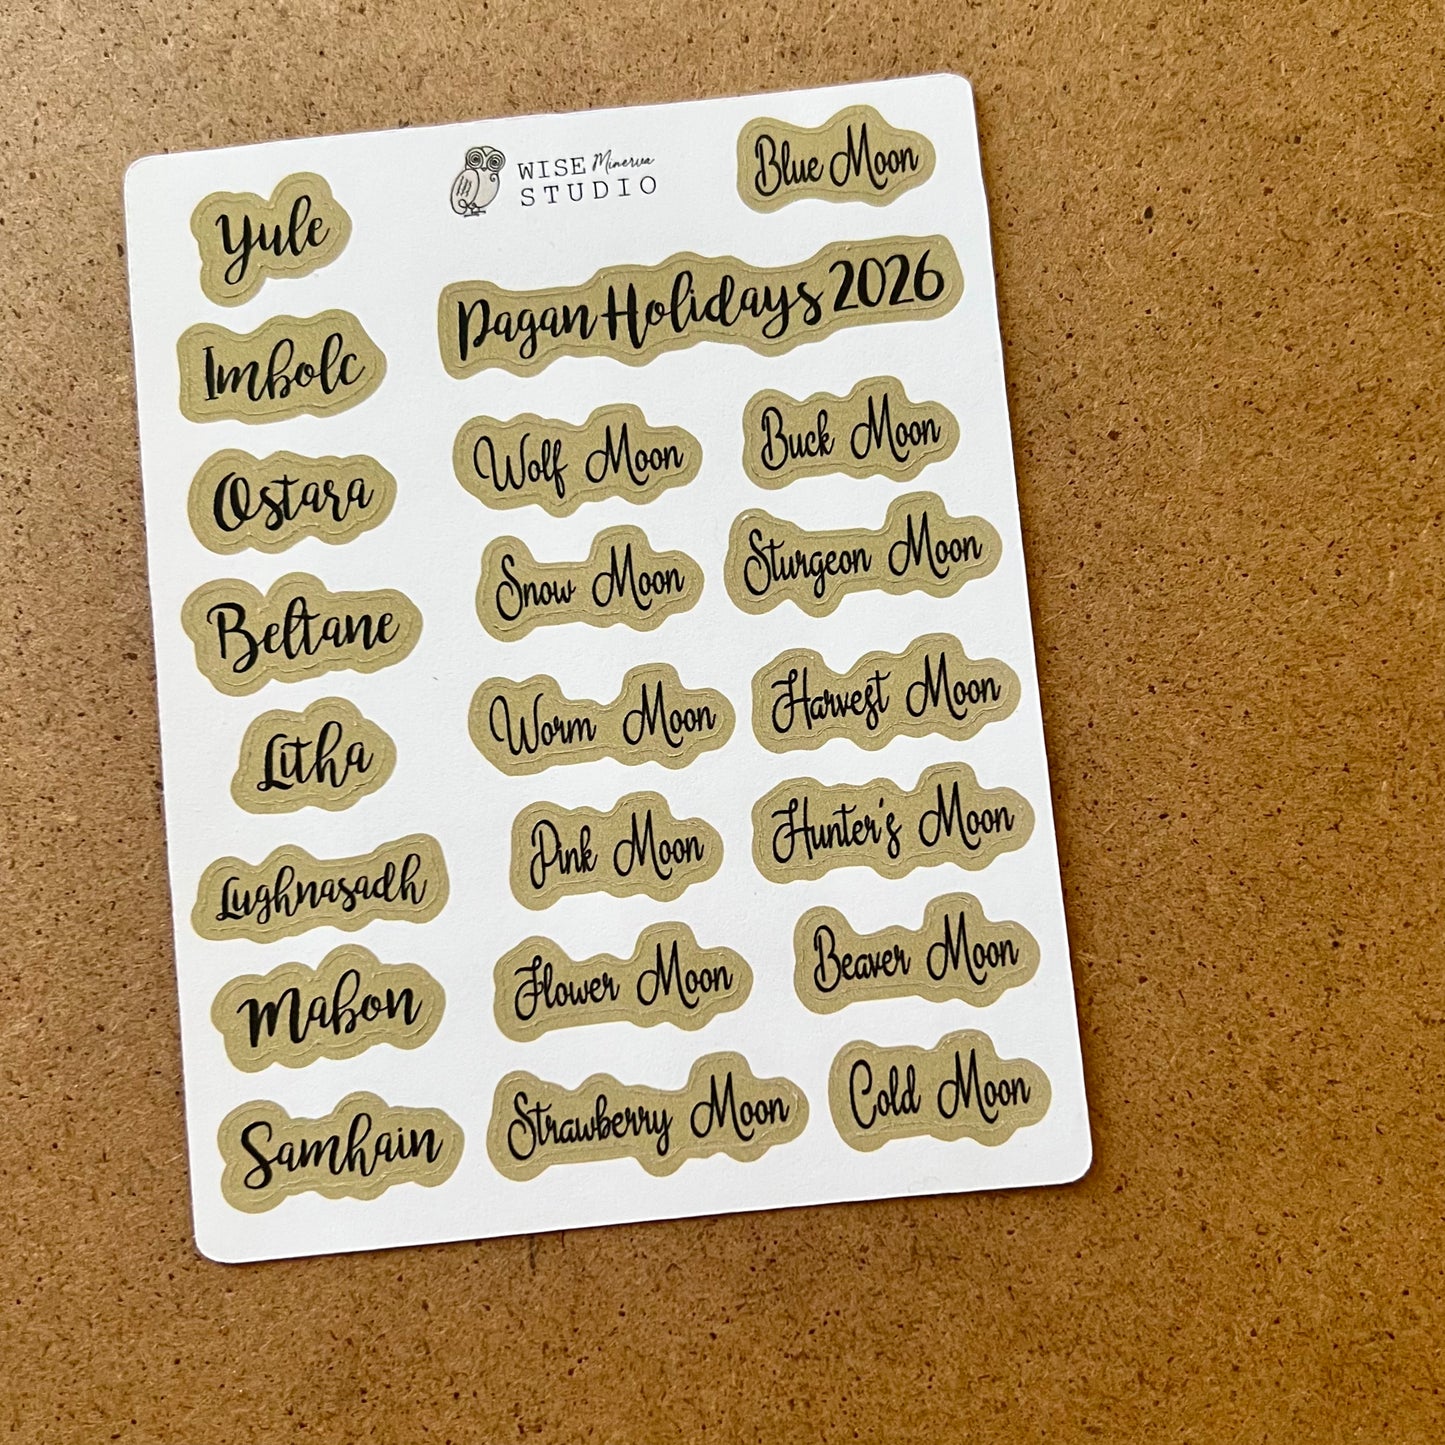 WISE Minerva
STUDIO
Blue Moon
Pagan Holidays 2026
Yule
Imbolc
Ostara
Beltane
Litha
Lughnasadh
Mabon
Samhain
Wolf Moon
Snow Moon
Worm Moon
Pink Moon
Flower Moon
Strawberry Moon
Buck Moon
Sturgeon Moon
Harvest Moon
Hunter's Moon
Beaver Moon
Cold Moon